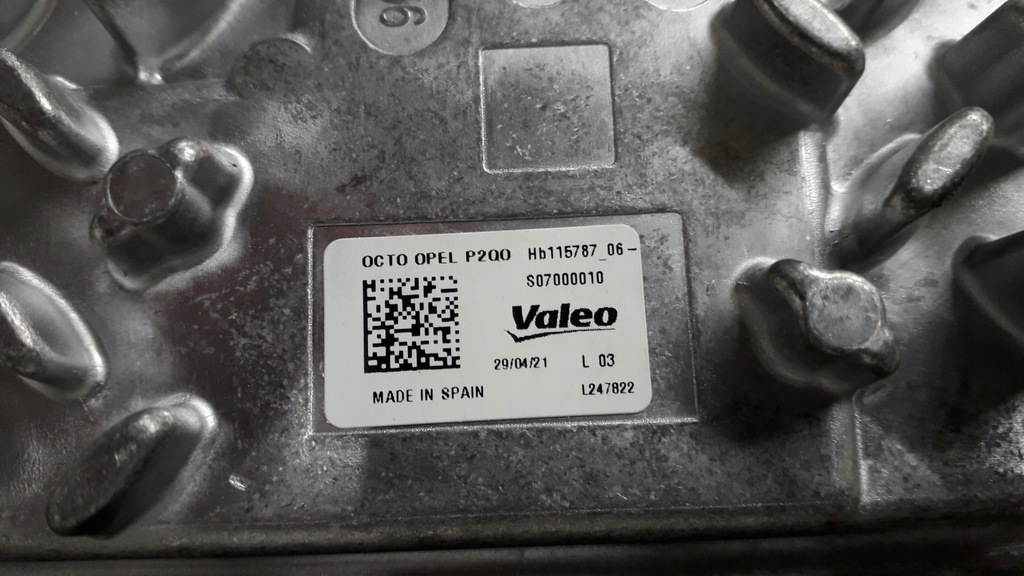 OCTO OPEL P2QO Hb115787_06-
S07000010
Valeo
29/04/21 L 03
MADE IN SPAIN L247822